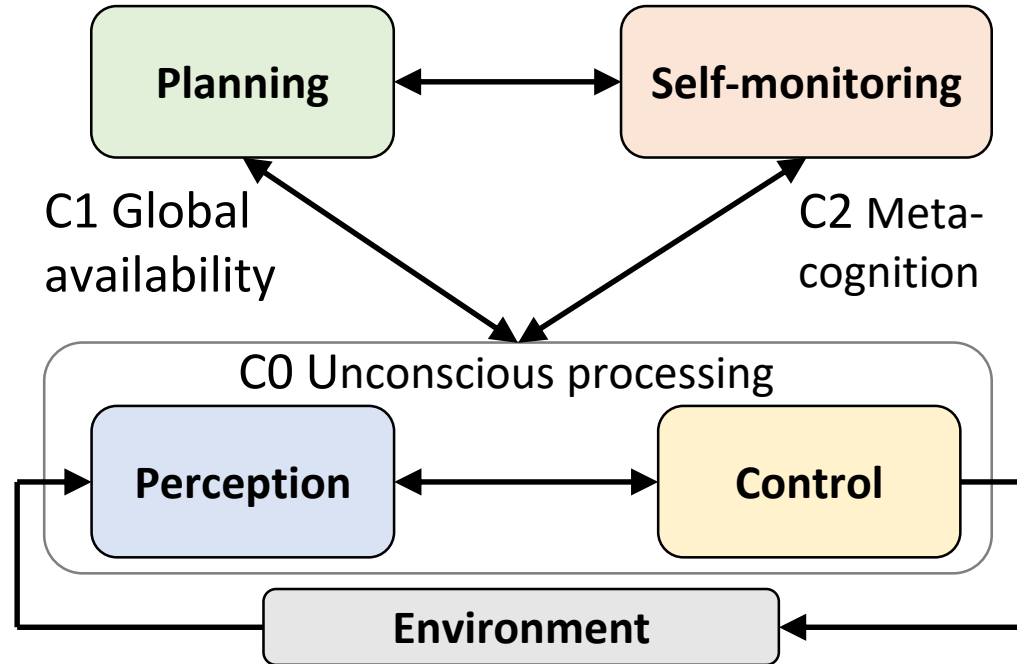 Planning
Self-monitoring
C1 Global
availability
C2 Meta-
cognition
C0 Unconscious processing
Perception
Control
Environment